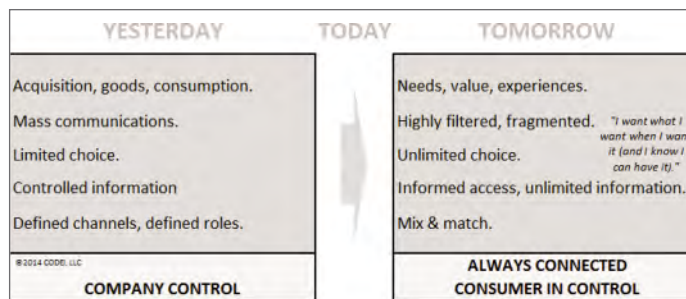 YESTERDAY
TODAY
TOMORROW
Acquisition, goods, consumption.
Mass communications.
Limited choice.
Controlled information
Defined channels, defined roles.
©2014 CODEI, LLC
COMPANY CONTROL
Needs, value, experiences.
Highly filtered, fragmented.
Unlimited choice.
Informed access, unlimited information.
Mix & match.
"I want what I
want when I wan
it (and I know I
can have it)."
ALWAYS CONNECTED
CONSUMER IN CONTROL